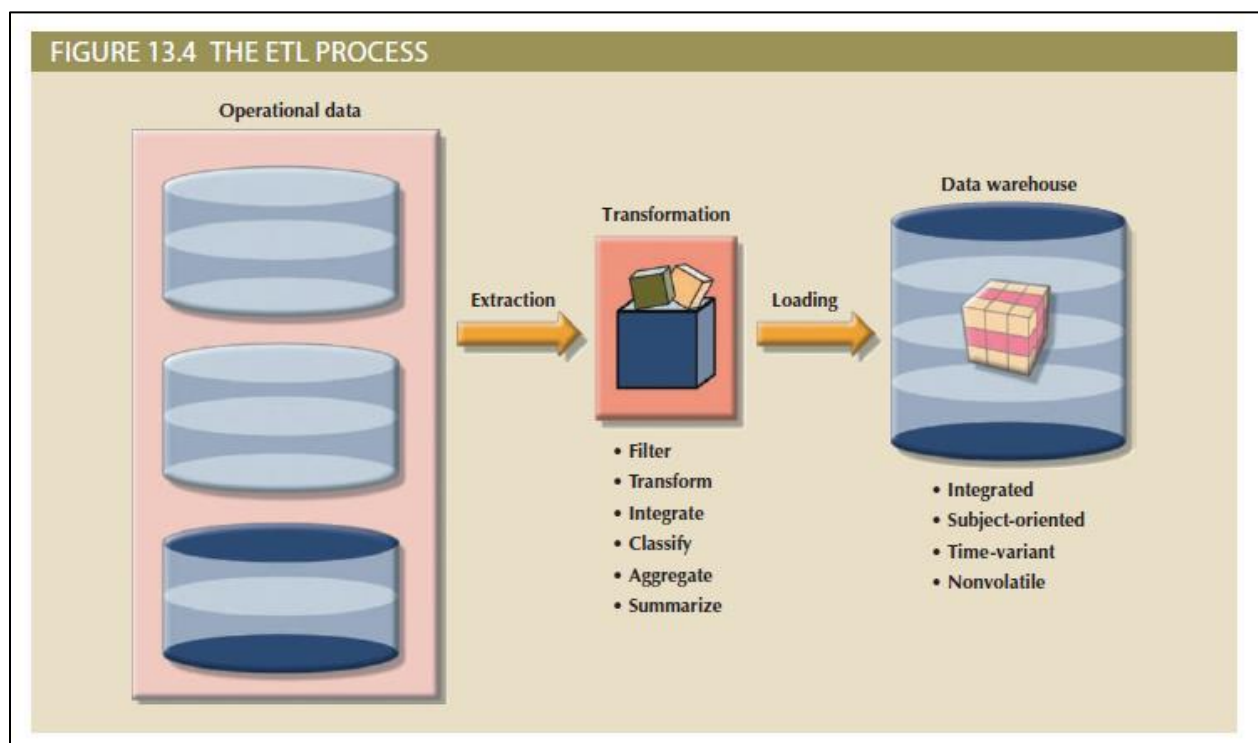 FIGURE 13.4 THE ETL PROCESS
Operational data
Extraction
Transformation
• Filter
• Transform
• Integrate
• Classify
• Aggregate
• Summarize
Loading
Data warehouse
• Integrated
• Subject-oriented
• Time-variant
• Nonvolatile